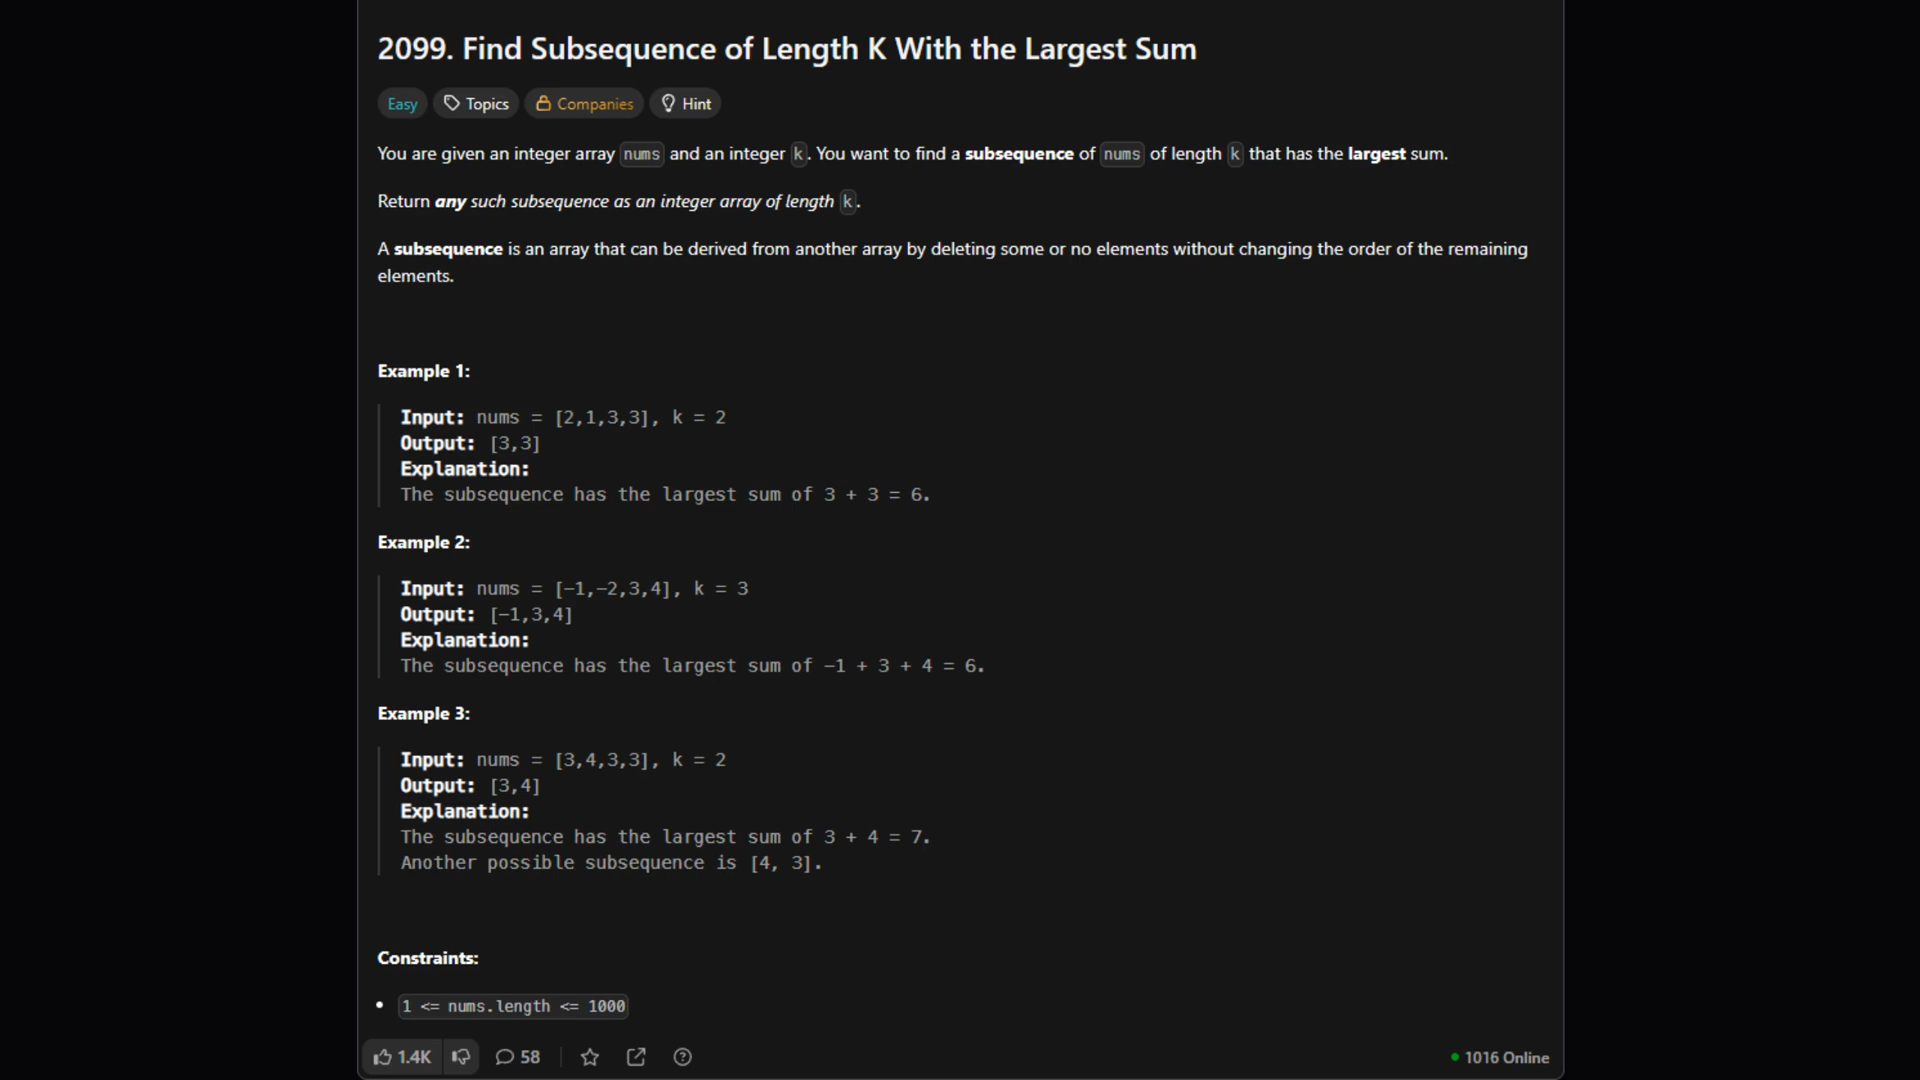 2099. Find Subsequence of Length K With the Largest Sum
Easy Topics Companies Hint
You are given an integer array nums and an integer k. You want to find a subsequence of nums of length k that has the largest sum.
Return any such subsequence as an integer array of length k.
A subsequence is an array that can be derived from another array by deleting some or no elements without changing the order of the remaining
elements.
Example 1:
Input: nums = [2,1,3,3], k = 2
Output: [3,3]
Explanation:
The subsequence has the largest sum of 3 + 3 = 6.
Example 2:
Input: nums = [-1,-2,3,4], k = 3
Output: [-1,3,4]
Explanation:
The subsequence has the largest sum of -1 + 3 + 4 = 6.
Example 3:
Input: nums = [3,4,3,3], k = 2
Output: [3,4]
Explanation:
The subsequence has the largest sum of 3 + 4 = 7.
Another possible subsequence is [4, 3].
Constraints:
• 1 <= nums.length <= 1000
1.4K 58 1016 Online